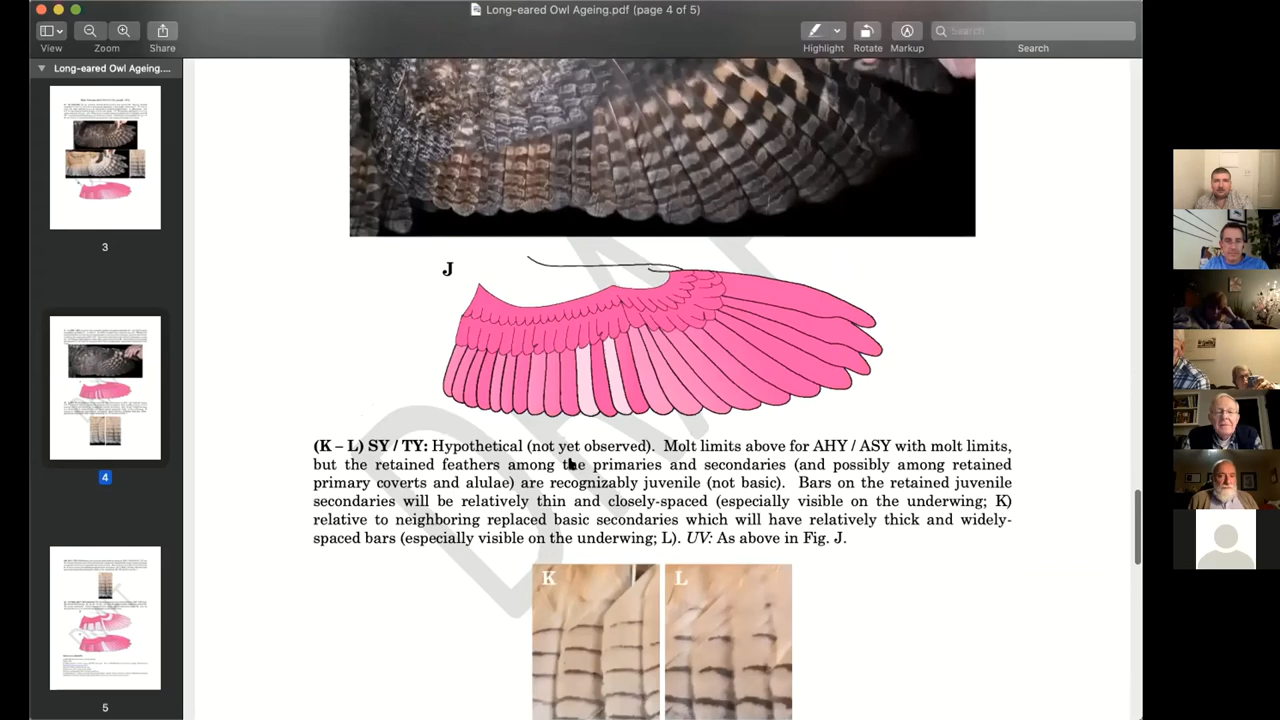 Long-eared Owl Ageing.pdf (page 4 of 5)
View
Zoom
Share
Highlight
Rotate
Markup
Search
Search
Long-eared Owl Ageing....
3
4
5
J
(K – L) SY / TY: Hypothetical (not yet observed). Molt limits above for AHY / ASY with molt limits,
but the retained feathers among the primaries and secondaries (and possibly among retained
primary coverts and alulae) are recognizably juvenile (not basic). Bars on the retained juvenile
secondaries will be relatively thin and closely-spaced (especially visible on the underwing; K)
relative to neighboring replaced basic secondaries which will have relatively thick and widely-
spaced bars (especially visible on the underwing; L). UV: As above in Fig. J.
K
L
DRAFT